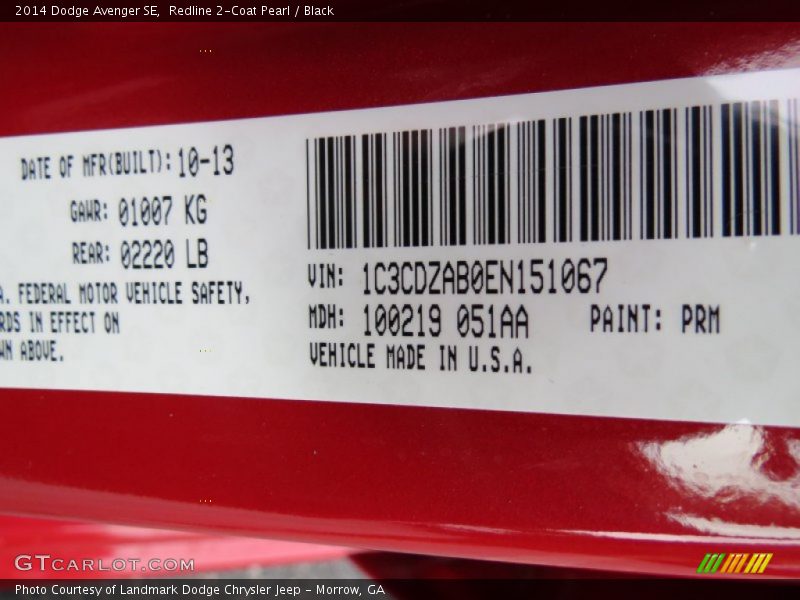 2014 Dodge Avenger SE,  Redline 2-Coat Pearl / Black
DATE OF MFR(BUILT): 10-13
GAWR: 01007 KG
REAR: 02220 LB
A. FEDERAL MOTOR VEHICLE SAFETY,
RDS IN EFFECT ON
WN ABOVE.
VIN: 1C3CDZAB0EN151067
MDH: 100219 051AA PAINT: PRM
VEHICLE MADE IN U.S.A.
GTCARLOT.COM
Photo Courtesy of Landmark Dodge Chrysler Jeep - Morrow, GA